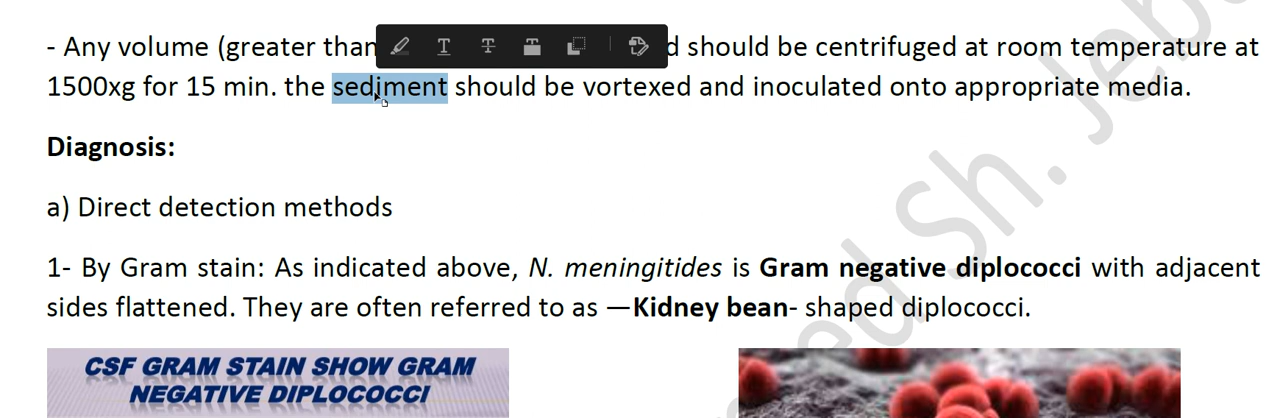 - Any volume (greater than d should be centrifuged at room temperature at
1500xg for 15 min. the sediment should be vortexed and inoculated onto appropriate media.
Diagnosis:
a) Direct detection methods
1- By Gram stain: As indicated above, N. meningitides is Gram negative diplococci with adjacent
sides flattened. They are often referred to as —Kidney bean- shaped diplococci.
CSF GRAM STAIN SHOW GRAM
NEGATIVE DIPLOCOCCI
Sh.